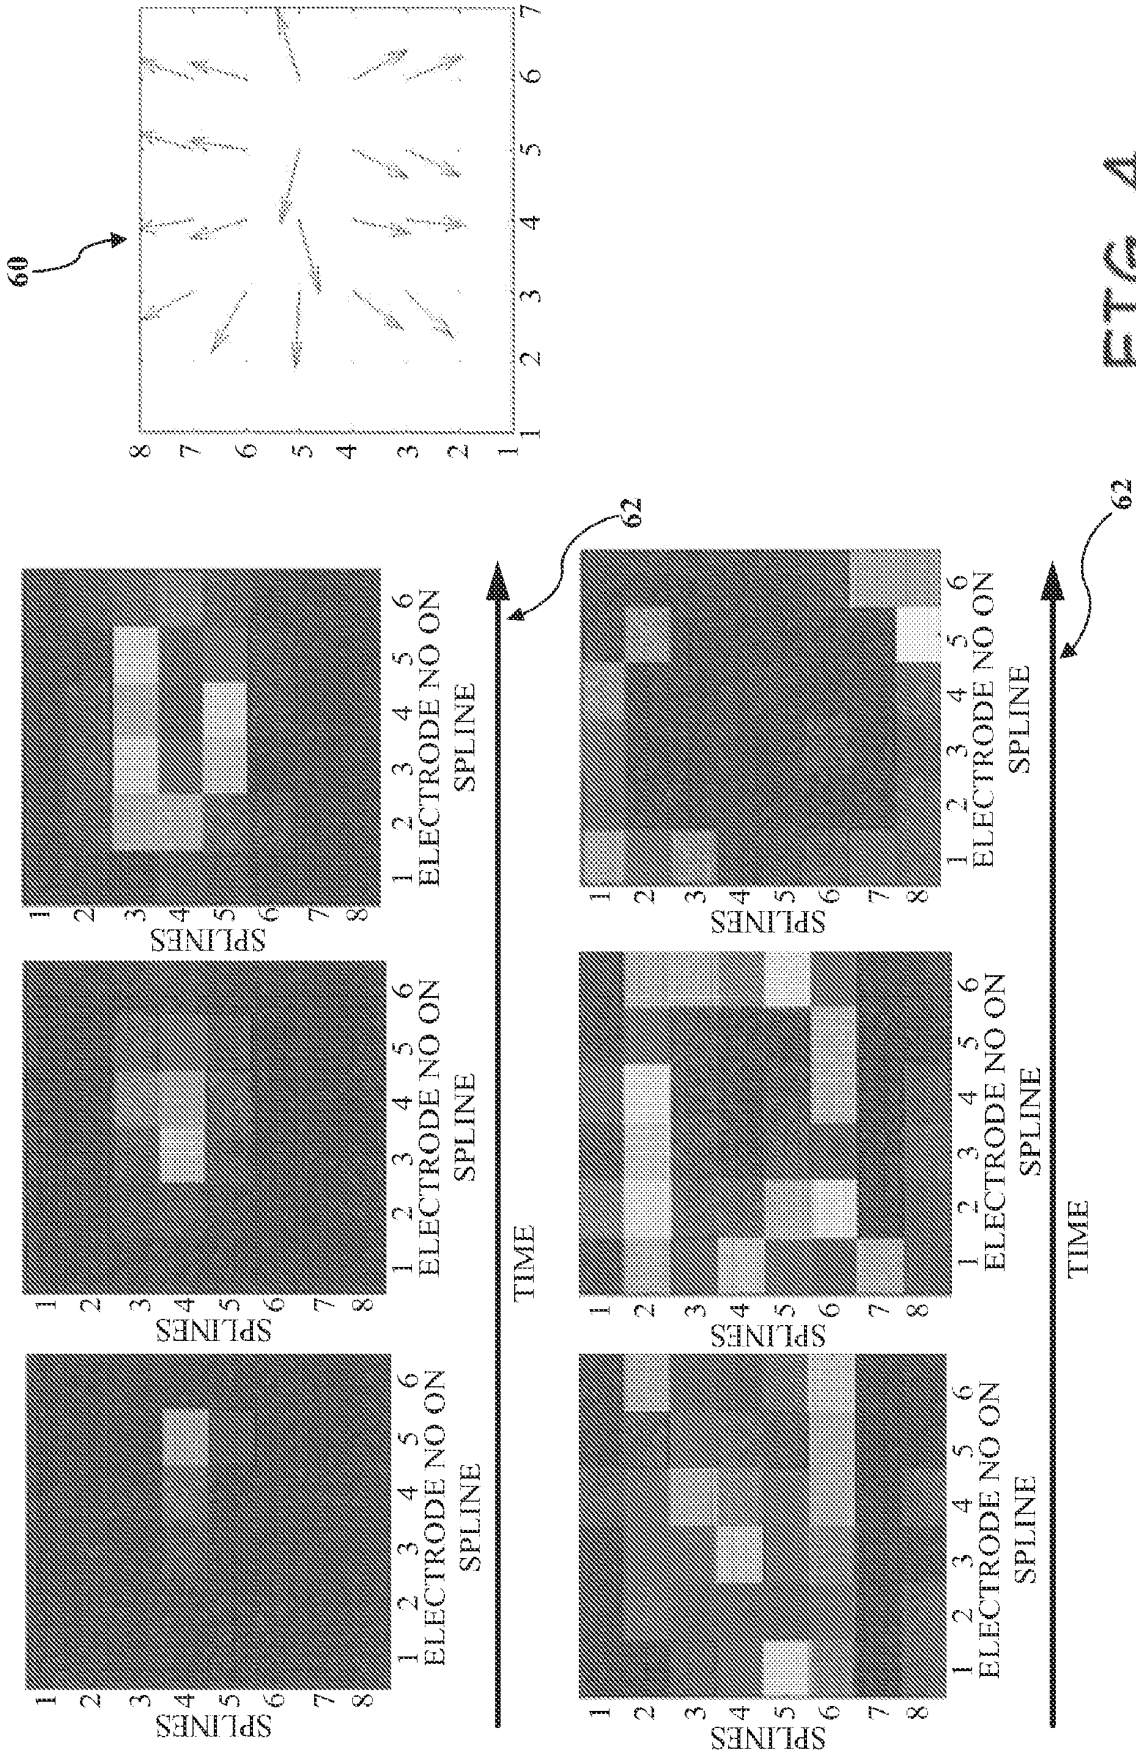 1 2 3 4 5 6 7 8
SPLINES
1 2 3 4 5 6
ELECTRODE NO ON
SPLINE
1 2 3 4 5 6 7 8
SPLINES
1 2 3 4 5 6
ELECTRODE NO ON
SPLINE
1 2 3 4 5 6 7 8
SPLINES
1 2 3 4 5 6
ELECTRODE NO ON
SPLINE
TIME
62
60
8 7 6 5 4 3 2 1
1 2 3 4 5 6 7
1 2 3 4 5 6 7 8
SPLINES
1 2 3 4 5 6
ELECTRODE NO ON
SPLINE
1 2 3 4 5 6 7 8
SPLINES
1 2 3 4 5 6
ELECTRODE NO ON
SPLINE
1 2 3 4 5 6 7 8
SPLINES
1 2 3 4 5 6
ELECTRODE NO ON
SPLINE
TIME
62
FIG 4